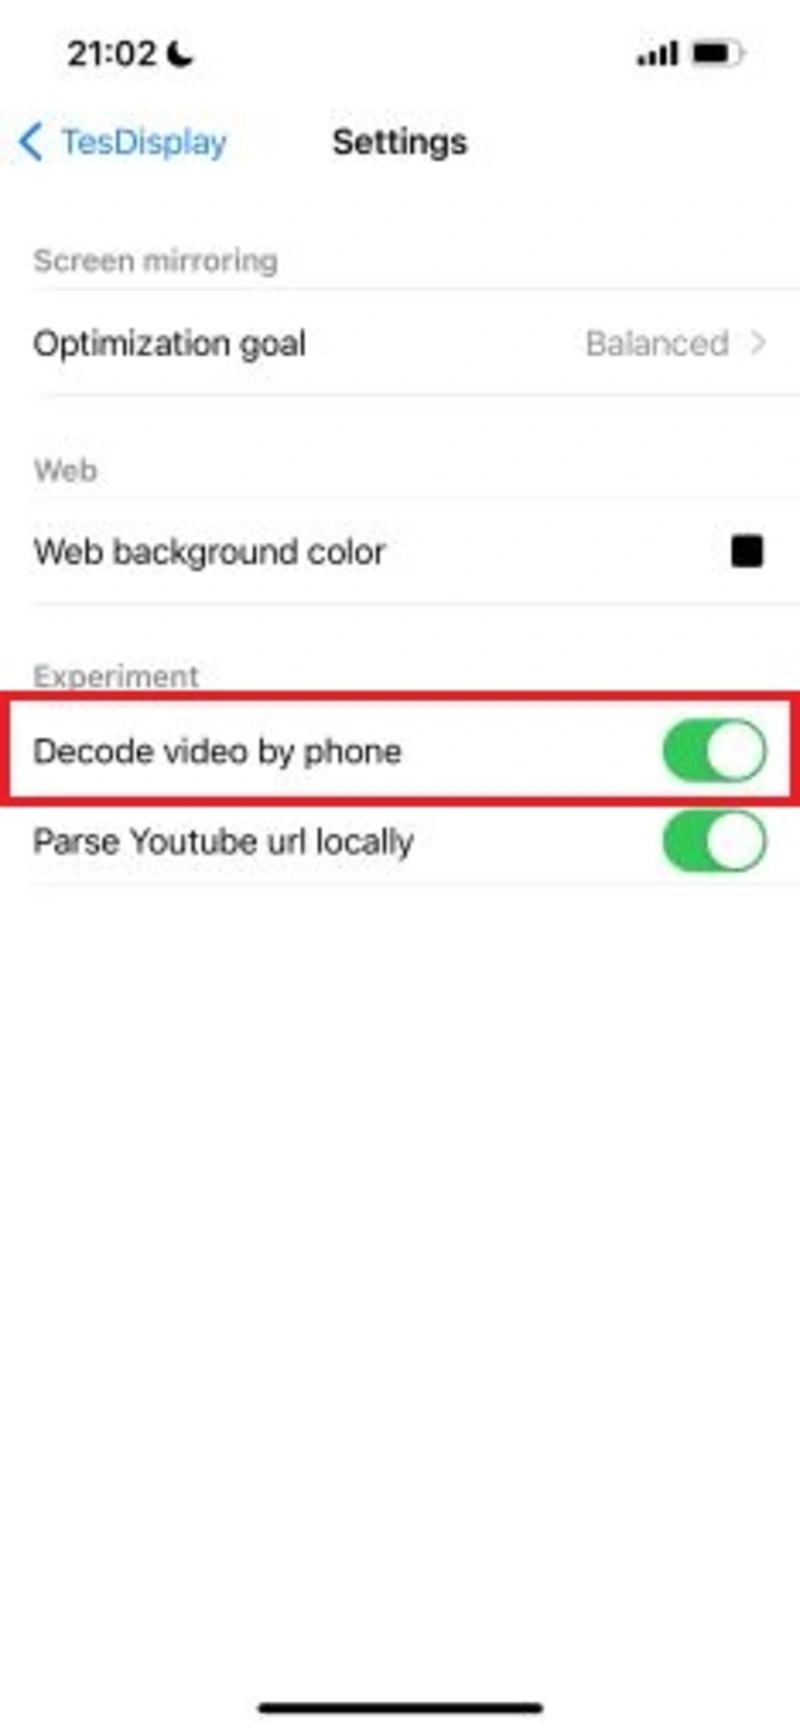 21:02
TesDisplay Settings
Screen mirroring
Optimization goal Balanced
Web
Web background color
Experiment
Decode video by phone
Parse Youtube url locally